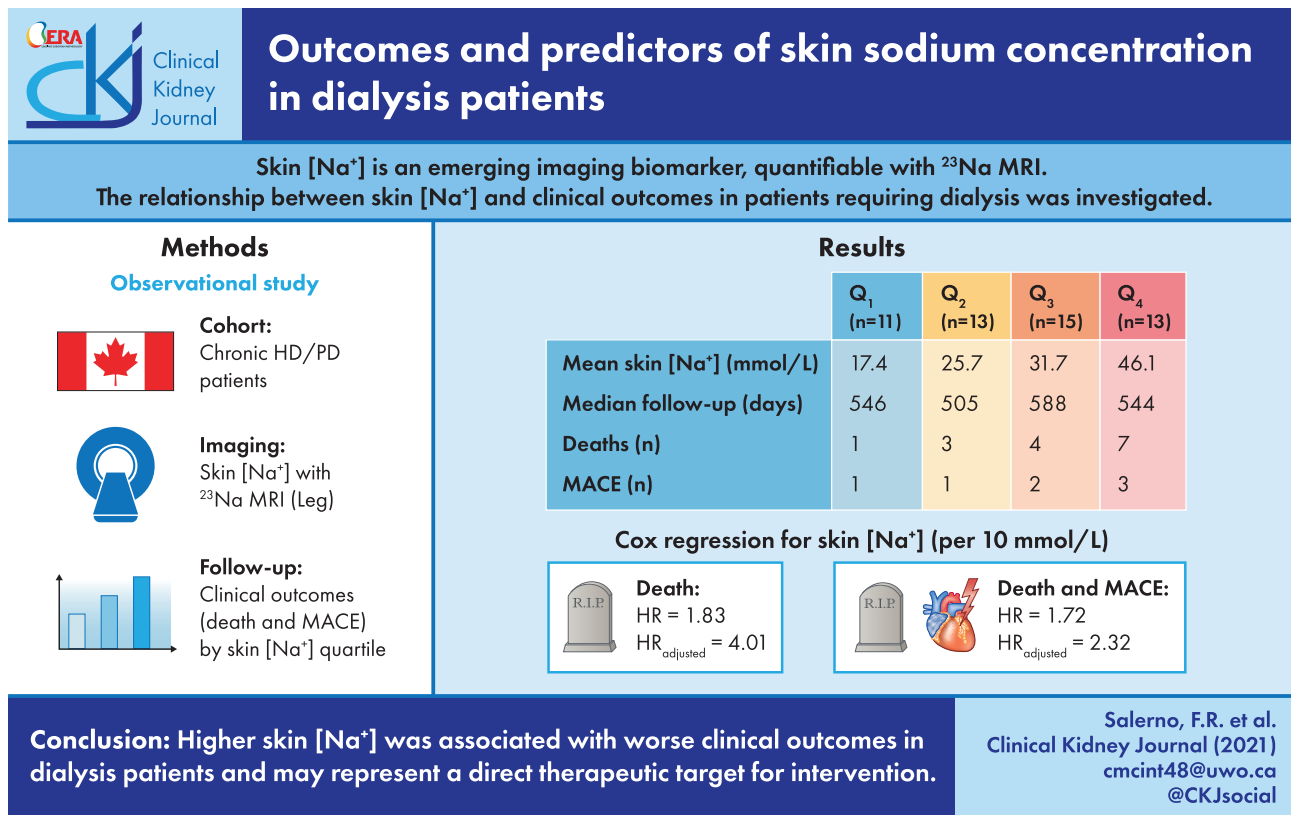 ERA
CKJ
Clinical
Kidney
Journal
Outcomes and predictors of skin sodium concentration
in dialysis patients
Skin [Na⁺] is an emerging imaging biomarker, quantifiable with ²³Na MRI.
The relationship between skin [Na⁺] and clinical outcomes in patients requiring dialysis was investigated.
Methods
Observational study
Cohort:
Chronic HD/PD
patients
Imaging:
Skin [Na⁺] with
²³Na MRI (Leg)
Follow-up:
Clinical outcomes
(death and MACE)
by skin [Na⁺] quartile
Results
Q₁ Q₂ Q₃ Q₄
(n=11) (n=13) (n=15) (n=13)
Mean skin [Na⁺] (mmol/L) 17.4 25.7 31.7 46.1
Median follow-up (days) 546 505 588 544
Deaths (n) 1 3 4 7
MACE (n) 1 1 2 3
Cox regression for skin [Na⁺] (per 10 mmol/L)
R.I.P.
Death:
HR = 1.83
HR adjusted = 4.01
R.I.P.
Death and MACE:
HR = 1.72
HR adjusted = 2.32
Conclusion: Higher skin [Na⁺] was associated with worse clinical outcomes in
dialysis patients and may represent a direct therapeutic target for intervention.
Salerno, F.R. et al.
Clinical Kidney Journal (2021)
cmcint48@uwo.ca
@CKJsocial